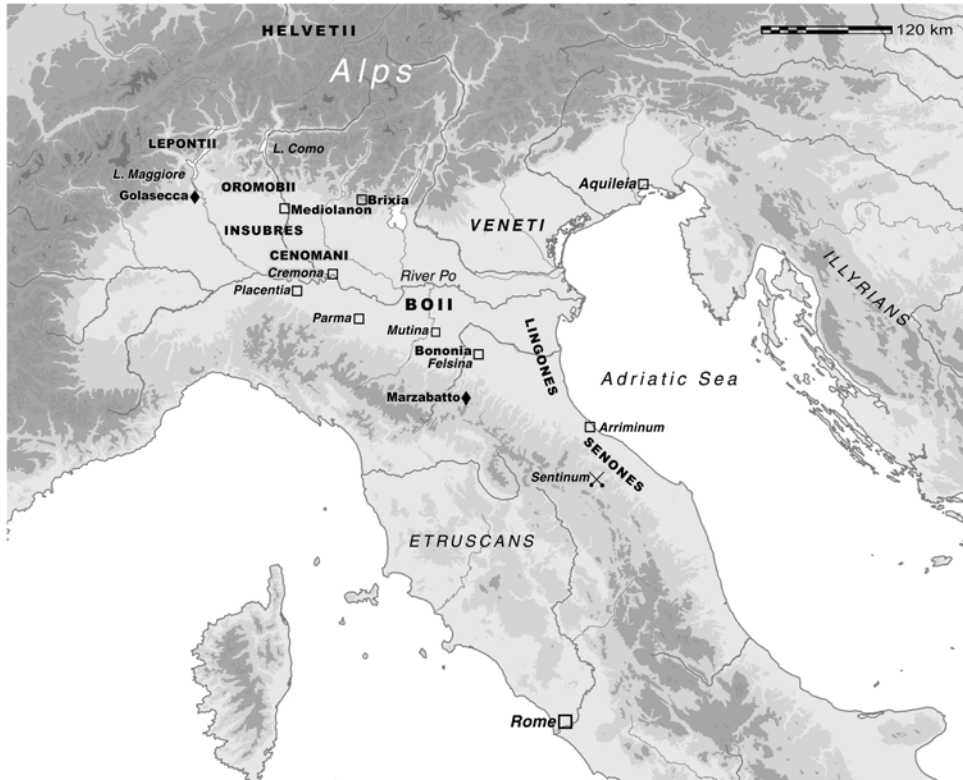 HELVETII
120 km
Alps
LEPONTII
L. Como
L. Maggiore
Golasecca
OROMOBII
Brixia
Mediolanon
Aquileia
VENETI
INSUBRES
CENOMANI
Cremona
River Po
Placentia
BOII
ILLYRIANS
Parma
Mutina
LINGONES
Bononia
Felsina
Adriatic Sea
Marzabatto
Arriminum
SENONES
Sentinum
ETRUSCANS
Rome